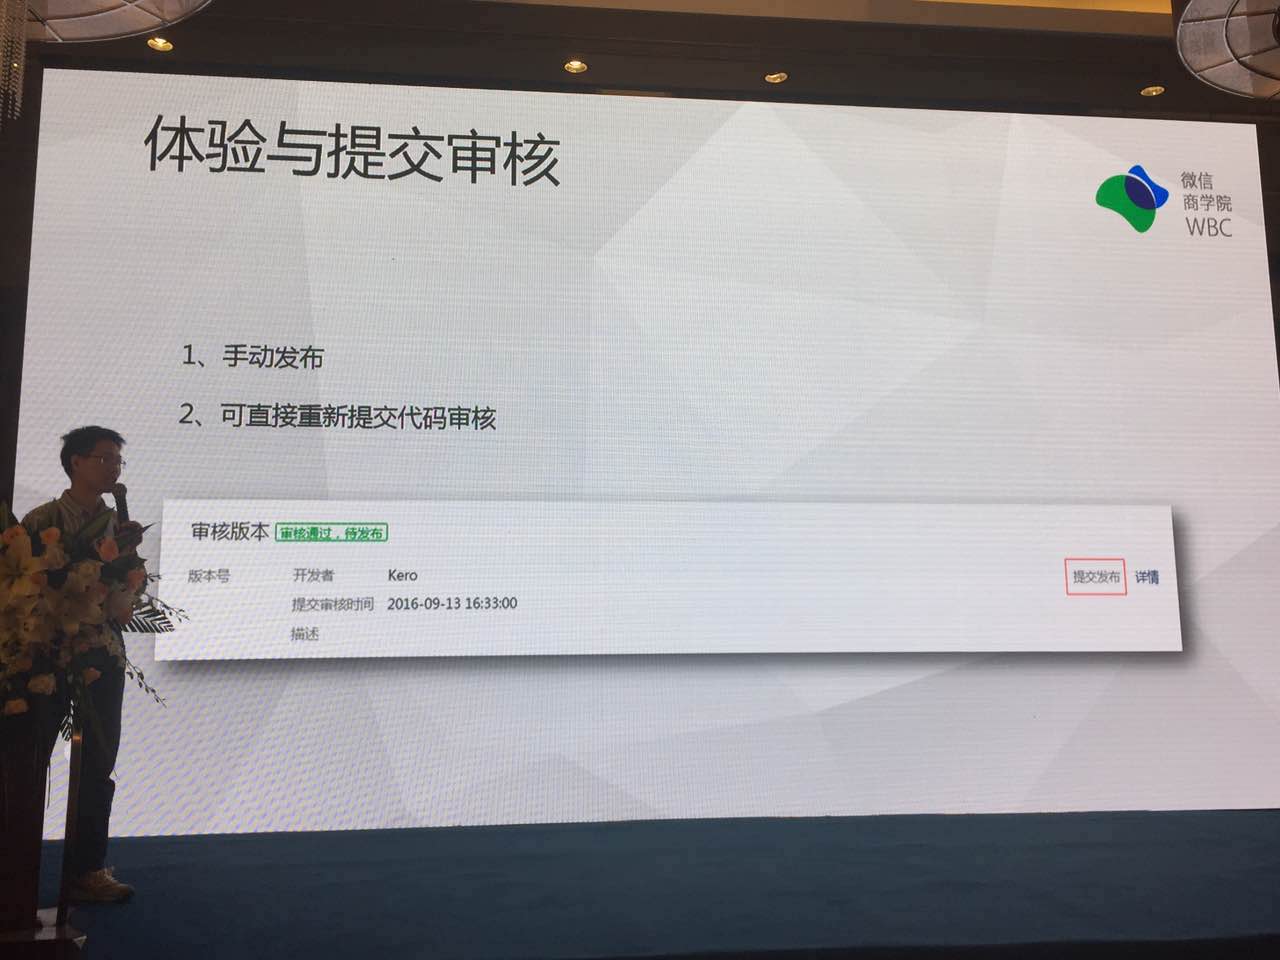 体验与提交审核
微信
商学院
WBC
1、手动发布
2、可直接重新提交代码审核
审核版本 审核通过，待发布
版本号 开发者 Kero 提交发布 详情
提交审核时间 2016-09-13 16:33:00
描述